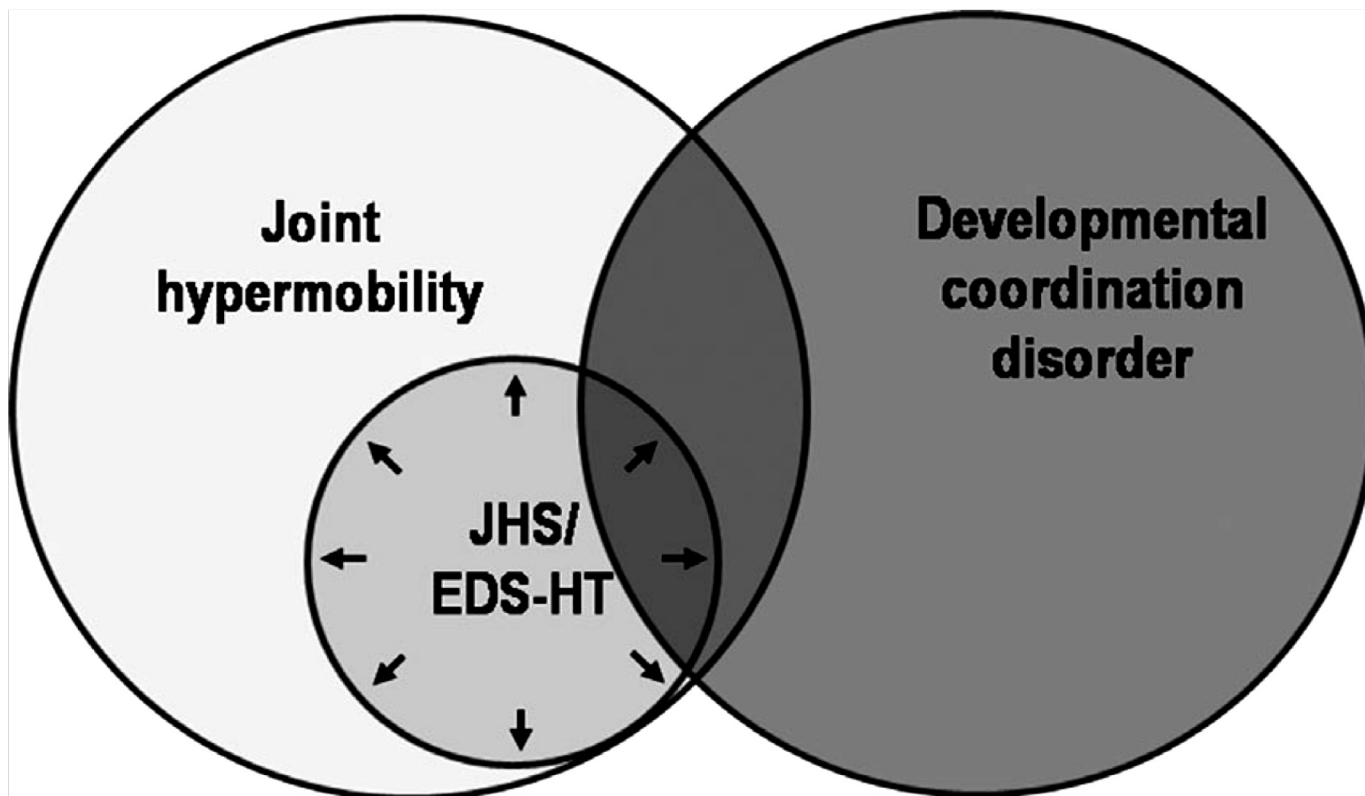 Joint
hypermobility
Developmental
coordination
disorder
JHS/
EDS-HT